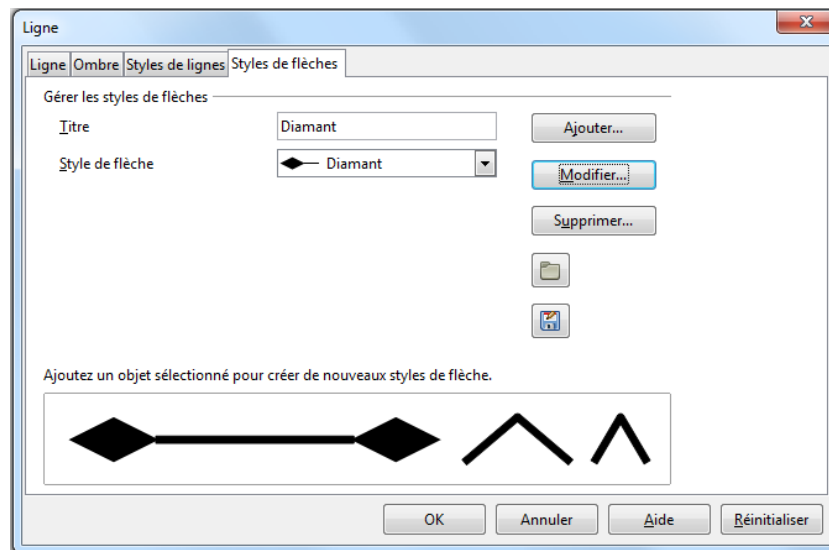 Ligne
Ligne Ombre Styles de lignes Styles de flèches
Gérer les styles de flèches
Titre Diamant Ajouter...
Style de flèche Diamant Modifier...
Supprimer...
Ajoutez un objet sélectionné pour créer de nouveaux styles de flèche.
OK Annuler Aide Réinitialiser